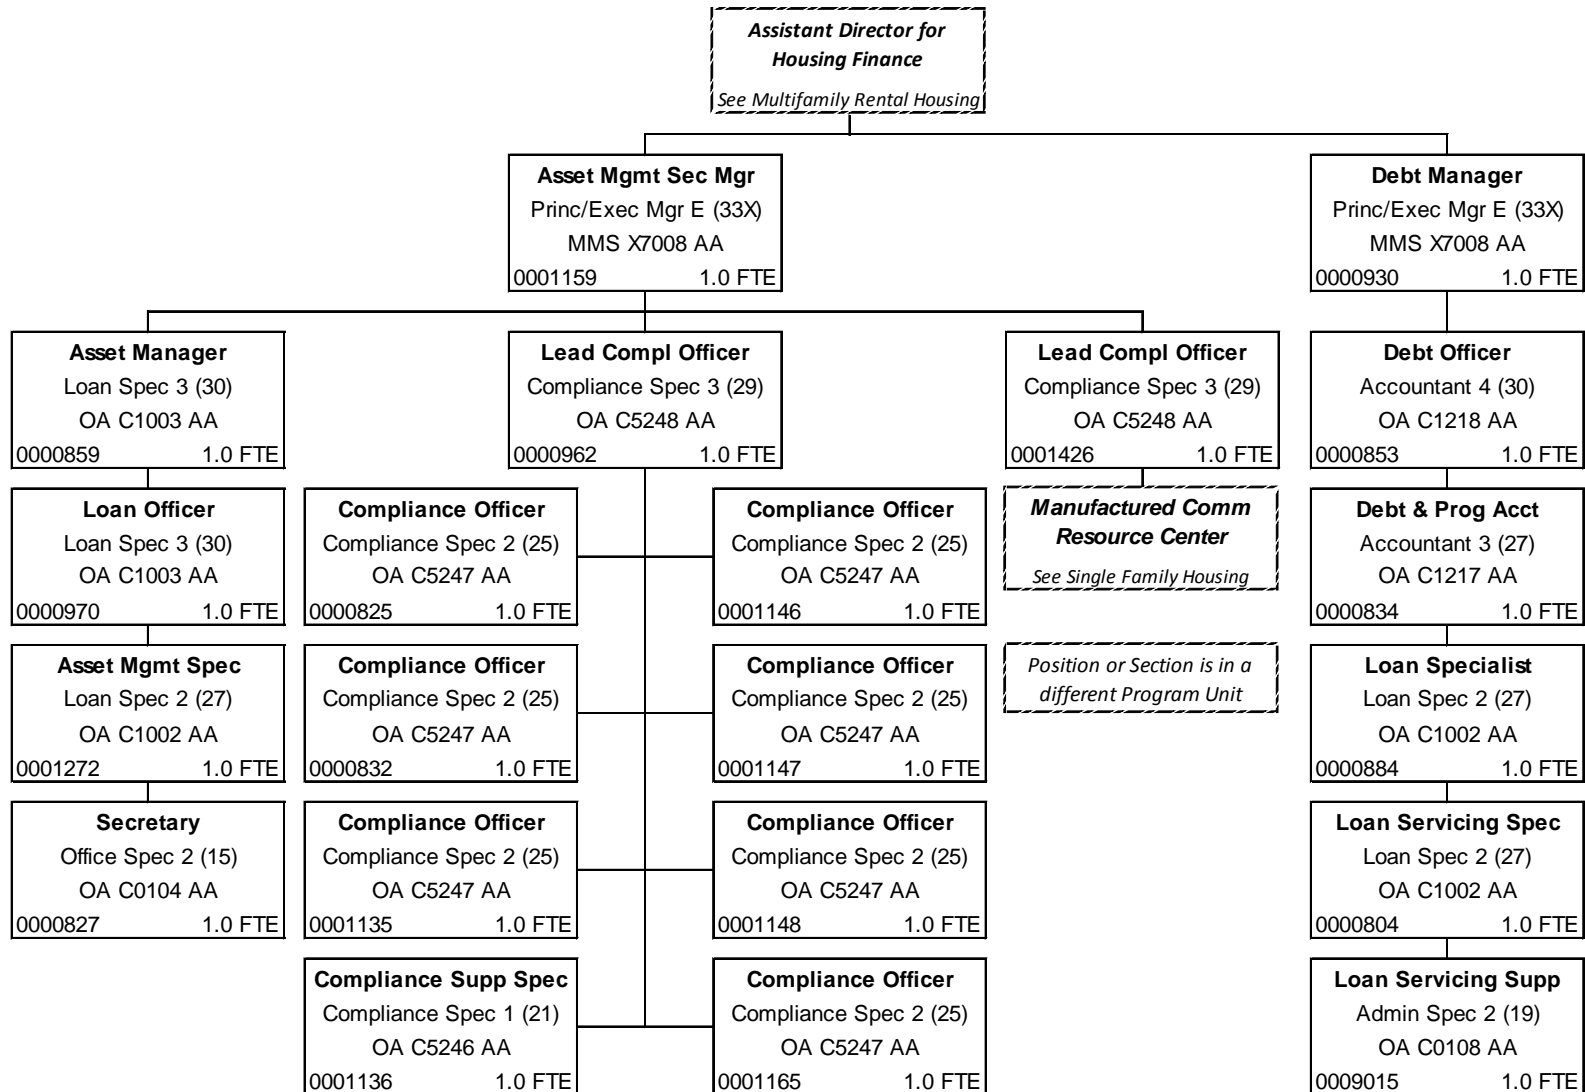 Assistant Director for
Housing Finance
See Multifamily Rental Housing
Asset Mgmt Sec Mgr
Princ/Exec Mgr E (33X)
MMS X7008 AA
0001159 1.0 FTE
Debt Manager
Princ/Exec Mgr E (33X)
MMS X7008 AA
0000930 1.0 FTE
Asset Manager
Loan Spec 3 (30)
OA C1003 AA
0000859 1.0 FTE
Lead Compl Officer
Compliance Spec 3 (29)
OA C5248 AA
0000962 1.0 FTE
Lead Compl Officer
Compliance Spec 3 (29)
OA C5248 AA
0001426 1.0 FTE
Debt Officer
Accountant 4 (30)
OA C1218 AA
0000853 1.0 FTE
Loan Officer
Loan Spec 3 (30)
OA C1003 AA
0000970 1.0 FTE
Compliance Officer
Compliance Spec 2 (25)
OA C5247 AA
0000825 1.0 FTE
Compliance Officer
Compliance Spec 2 (25)
OA C5247 AA
0001146 1.0 FTE
Manufactured Comm
Resource Center
See Single Family Housing
Debt & Prog Acct
Accountant 3 (27)
OA C1217 AA
0000834 1.0 FTE
Asset Mgmt Spec
Loan Spec 2 (27)
OA C1002 AA
0001272 1.0 FTE
Compliance Officer
Compliance Spec 2 (25)
OA C5247 AA
0000832 1.0 FTE
Compliance Officer
Compliance Spec 2 (25)
OA C5247 AA
0001147 1.0 FTE
Position or Section is in a
different Program Unit
Loan Specialist
Loan Spec 2 (27)
OA C1002 AA
0000884 1.0 FTE
Secretary
Office Spec 2 (15)
OA C0104 AA
0000827 1.0 FTE
Compliance Officer
Compliance Spec 2 (25)
OA C5247 AA
0001135 1.0 FTE
Compliance Officer
Compliance Spec 2 (25)
OA C5247 AA
0001148 1.0 FTE
Loan Servicing Spec
Loan Spec 2 (27)
OA C1002 AA
0000804 1.0 FTE
Compliance Supp Spec
Compliance Spec 1 (21)
OA C5246 AA
0001136 1.0 FTE
Compliance Officer
Compliance Spec 2 (25)
OA C5247 AA
0001165 1.0 FTE
Loan Servicing Supp
Admin Spec 2 (19)
OA C0108 AA
0009015 1.0 FTE